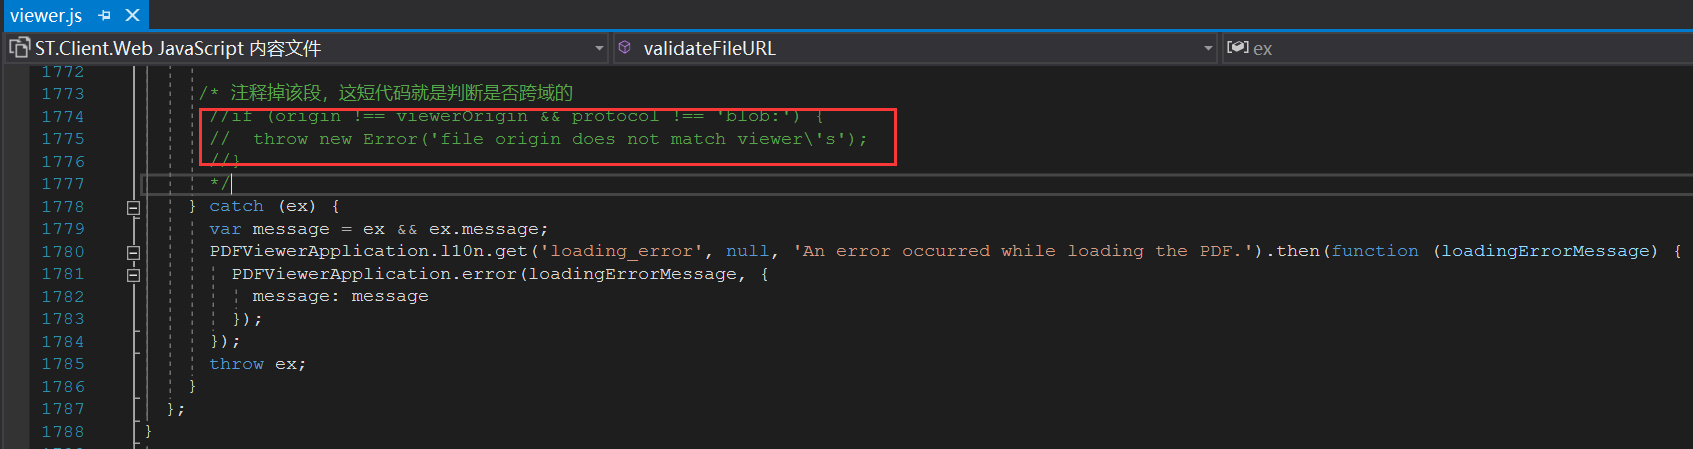 viewer.js
ST.Client.Web JavaScript 内容文件
validateFileURL
ex
1772
1773 /* 注释掉该段，这短代码就是判断是否跨域的
1774 //if (origin !== viewerOrigin && protocol !== 'blob:') {
1775 // throw new Error('file origin does not match viewer\'s');
1776 //}
1777 */
1778 } catch (ex) {
1779 var message = ex && ex.message;
1780 PDFViewerApplication.l10n.get('loading_error', null, 'An error occurred while loading the PDF.').then(function (loadingErrorMessage) {
1781 PDFViewerApplication.error(loadingErrorMessage, {
1782 message: message
1783 });
1784 });
1785 throw ex;
1786 }
1787 };
1788 }